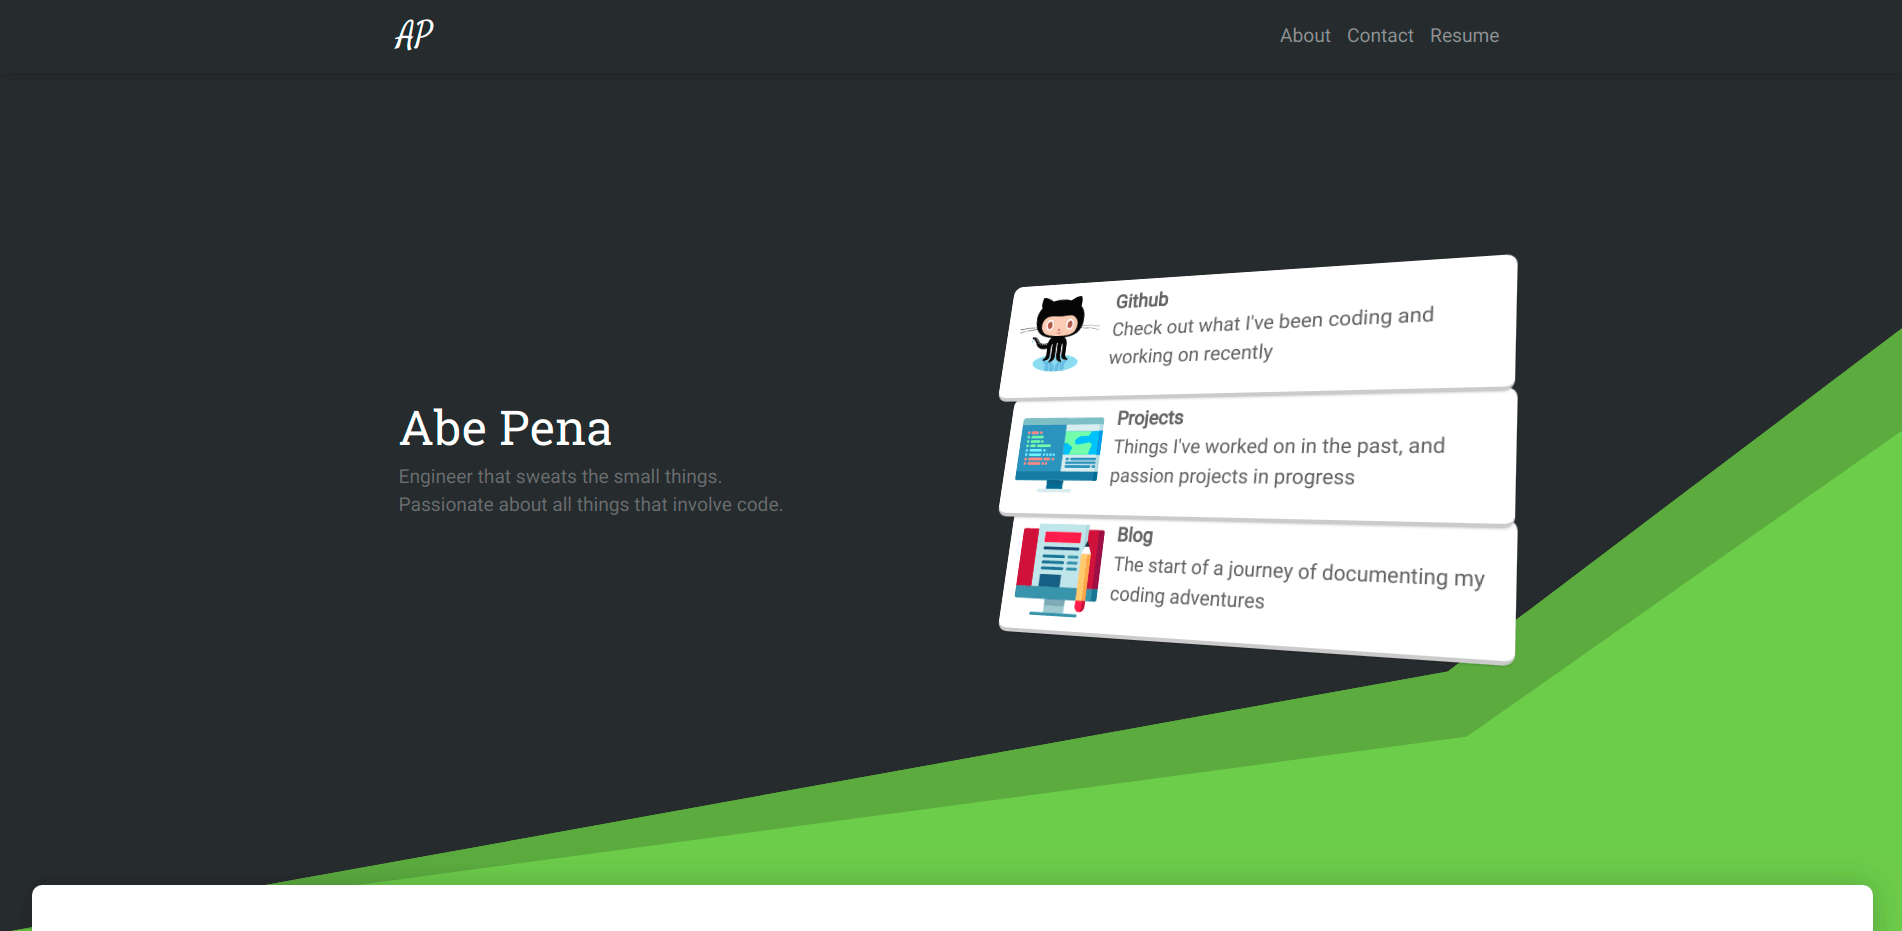 AP
About Contact Resume
Abe Pena
Engineer that sweats the small things.
Passionate about all things that involve code.
Github
Check out what I've been coding and
working on recently
Projects
Things I've worked on in the past, and
passion projects in progress
Blog
The start of a journey of documenting my
coding adventures